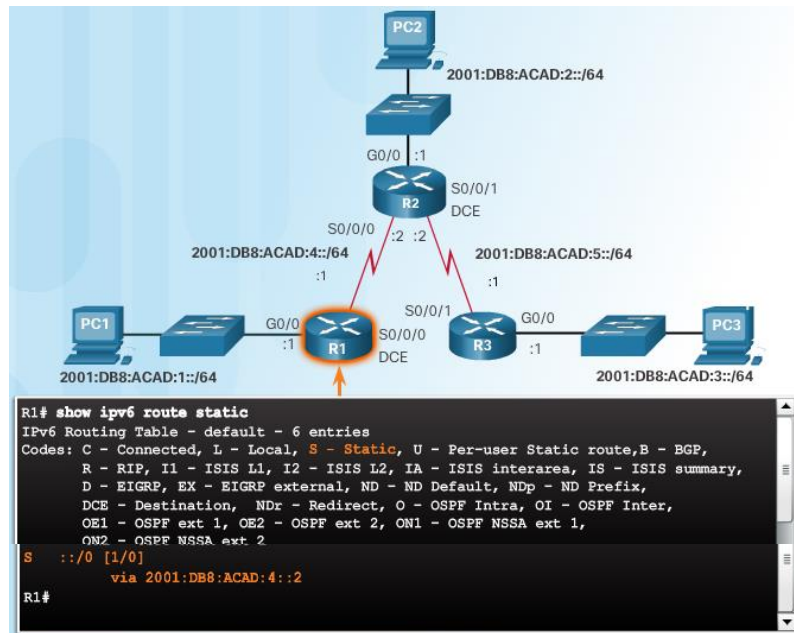 PC2
2001:DB8:ACAD:2::/64
G0/0 :1
R2
S0/0/1
DCE
S0/0/0
:2 :2
2001:DB8:ACAD:4::/64
2001:DB8:ACAD:5::/64
:1
:1
PC1
G0/0
:1
R1
S0/0/0
DCE
S0/0/1
R3
G0/0
:1
PC3
2001:DB8:ACAD:1::/64
2001:DB8:ACAD:3::/64
R1# show ipv6 route static
IPv6 Routing Table - default - 6 entries
Codes: C - Connected, L - Local, S - Static, U - Per-user Static route,B - BGP,
R - RIP, I1 - ISIS L1, I2 - ISIS L2, IA - ISIS interarea, IS - ISIS summary,
D - EIGRP, EX - EIGRP external, ND - ND Default, NDp - ND Prefix,
DCE - Destination, NDr - Redirect, O - OSPF Intra, OI - OSPF Inter,
OE1 - OSPF ext 1, OE2 - OSPF ext 2, ON1 - OSPF NSSA ext 1,
ON2 - OSPF NSSA ext 2
S ::/0 [1/0]
via 2001:DB8:ACAD:4::2
R1#